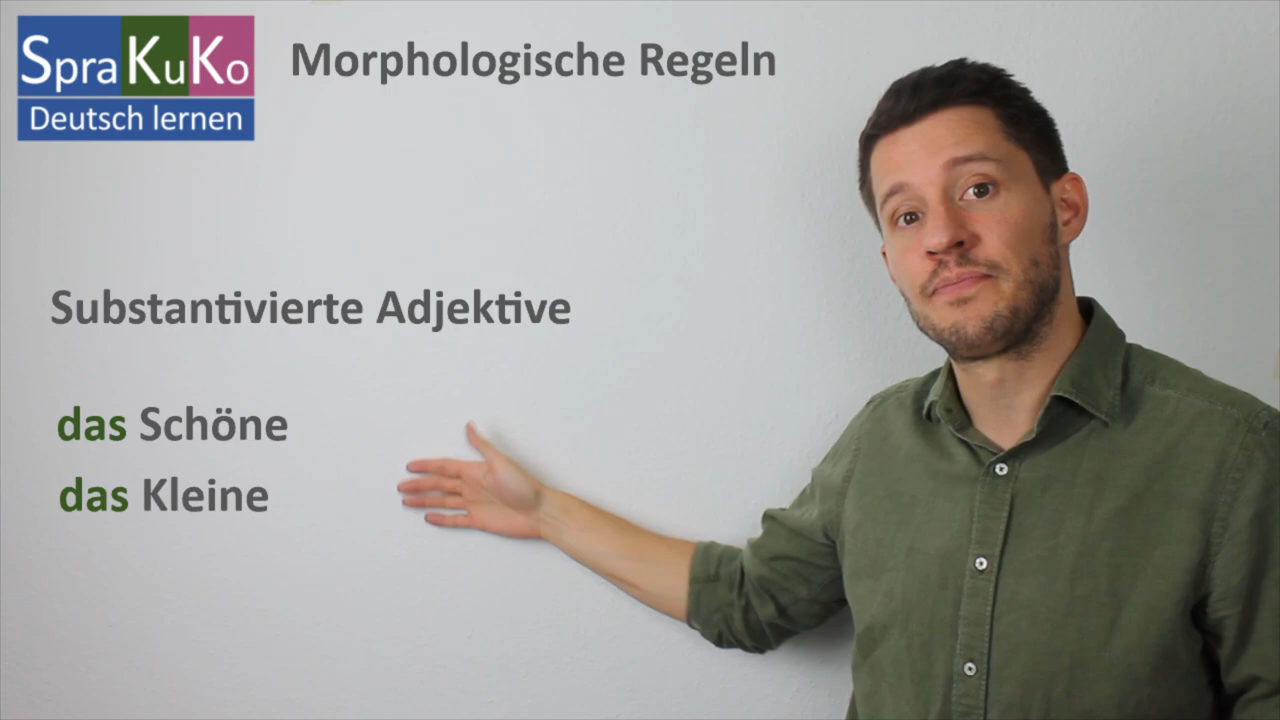 SpraKuKo
Deutsch lernen
Morphologische Regeln
Substantivierte Adjektive
das Schöne
das Kleine